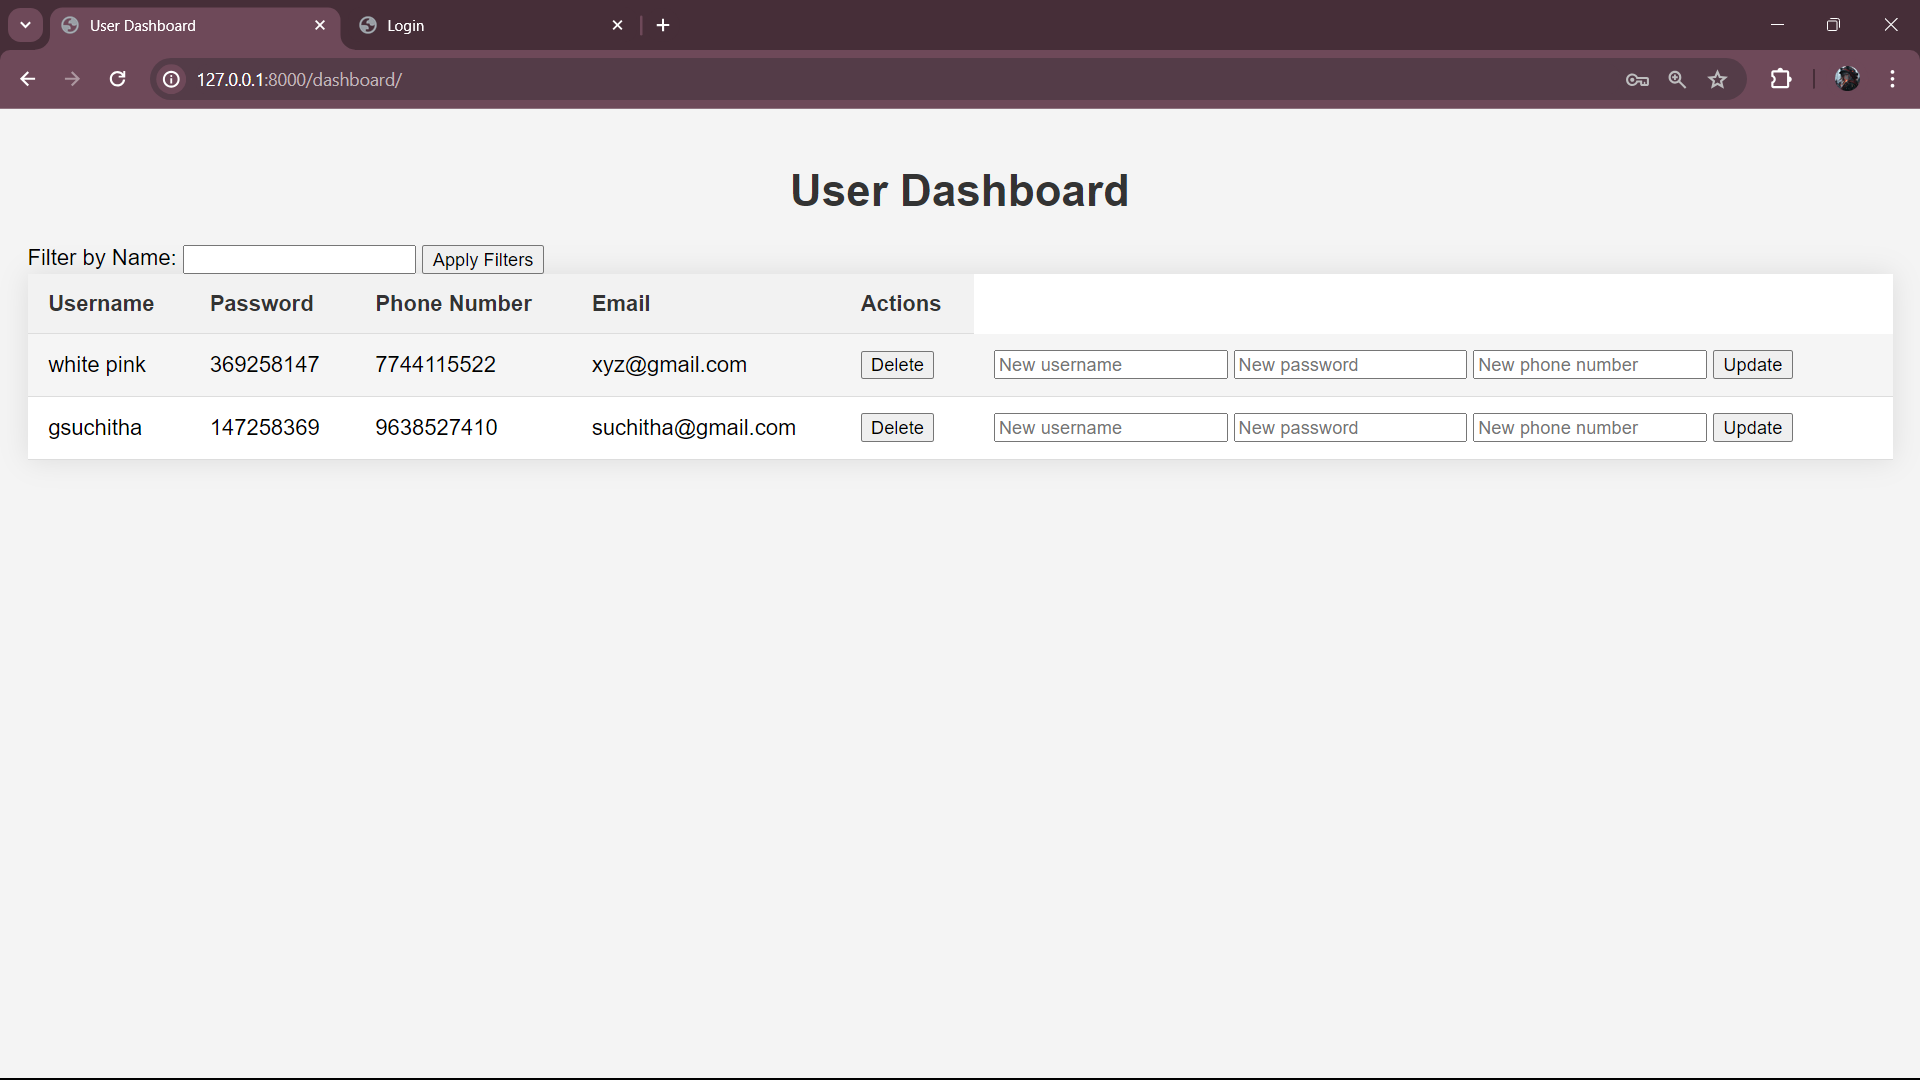 User Dashboard
Login
127.0.0.1:8000/dashboard/
User Dashboard
Filter by Name: Apply Filters
Username Password Phone Number Email Actions
white pink 369258147 7744115522 xyz@gmail.com Delete New username New password New phone number Update
gsuchitha 147258369 9638527410 suchitha@gmail.com Delete New username New password New phone number Update